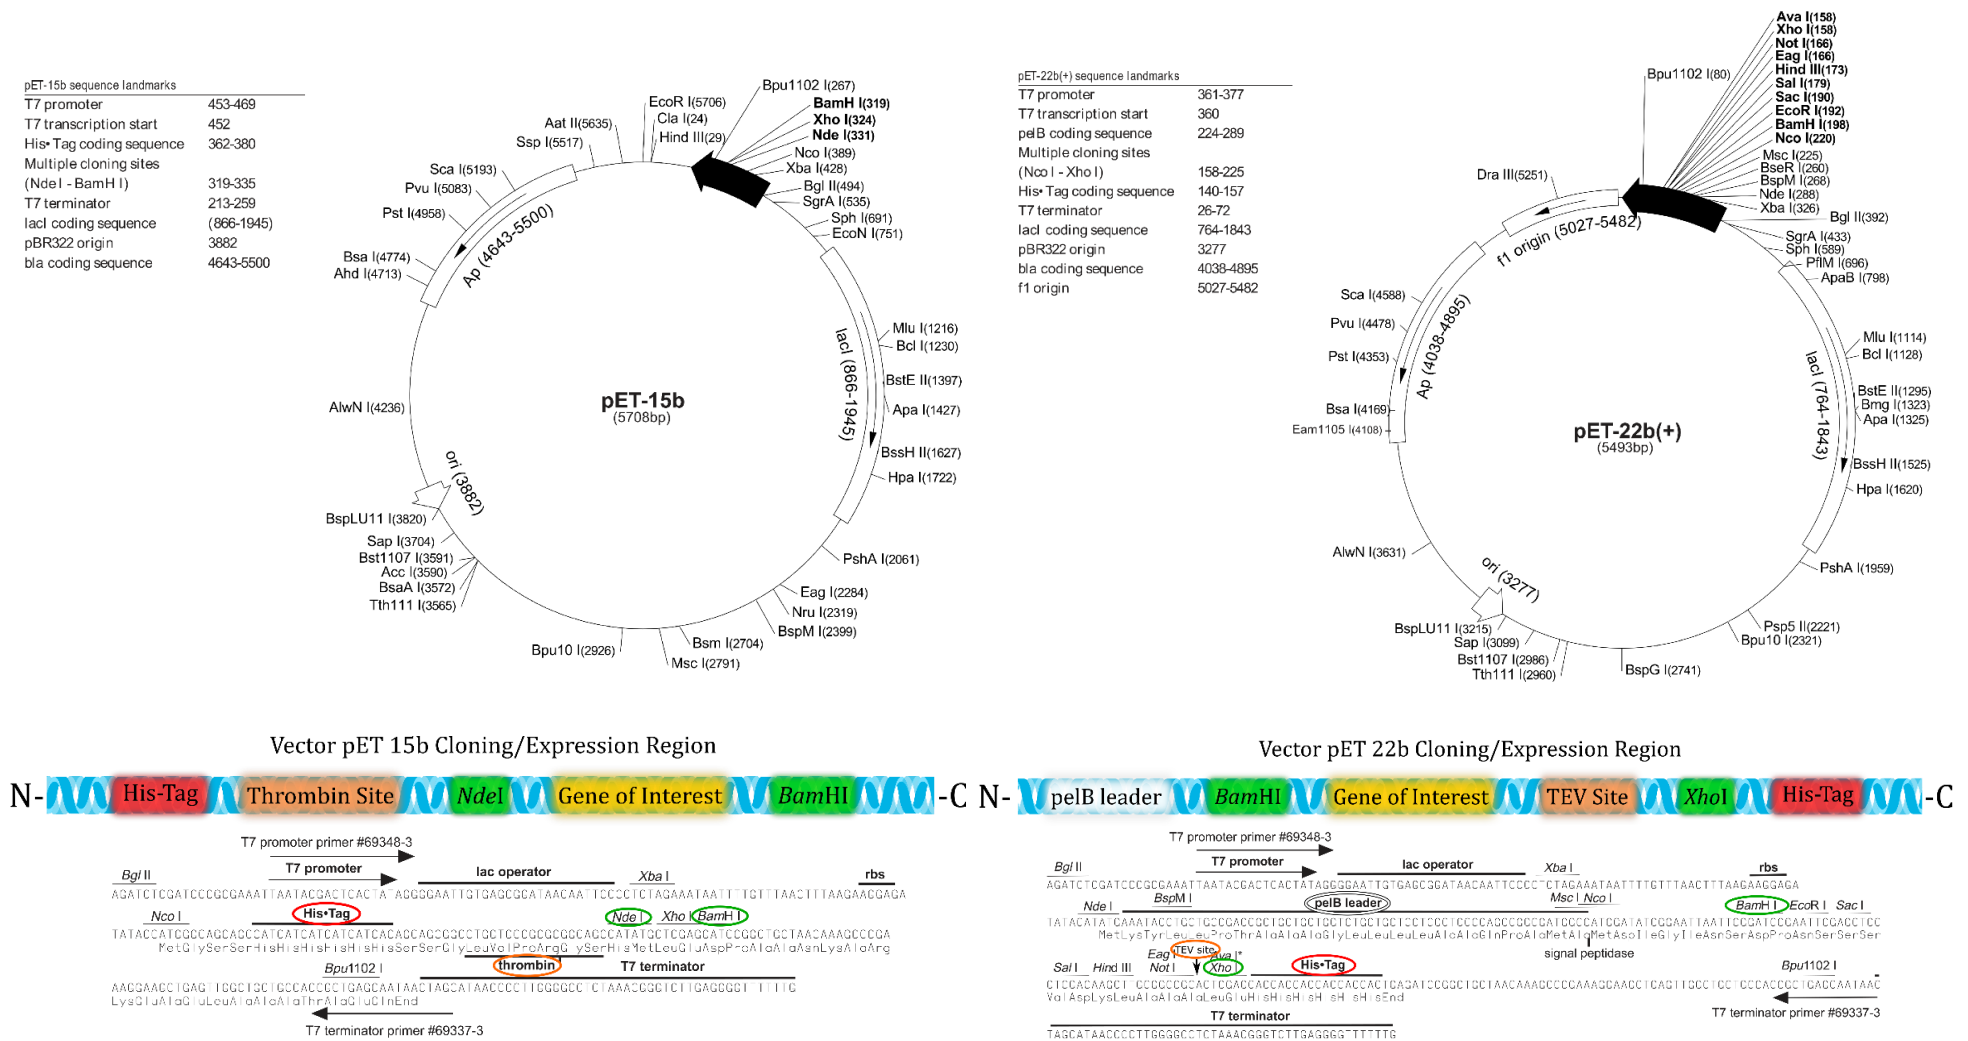 pET-15b sequence landmarks
T7 promoter 453-469
T7 transcription start 452
His•Tag coding sequence 362-380
Multiple cloning sites
(Nde I - BamH I) 319-335
T7 terminator 213-259
lacI coding sequence (866-1945)
pBR322 origin 3882
bla coding sequence 4643-5500
Bpu1102 I(267)
EcoR I(5706)
BamH I(319)
Cla I(24)
Xho I(324)
Aat II(5635)
Hind III(29)
Nde I(331)
Ssp I(5517)
Nco I(389)
Sca I(5193)
Xba I(428)
Pvu I(5083)
Bgl II(494)
SgrA I(535)
Pst I(4958)
Sph I(691)
EcoN I(751)
Ap (4643-5500)
Bsa I(4774)
Ahd I(4713)
Mlu I(1216)
Bcl I(1230)
lacI (866-1945)
BstE II(1397)
pET-15b
(5708bp)
AlwN I(4236)
Apa I(1427)
BssH II(1627)
ori (3882)
Hpa I(1722)
BspLU11 I(3820)
Sap I(3704)
Bst1107 I(3591)
Acc I(3590)
BsaA I(3572)
Tth111 I(3565)
PshA I(2061)
Eag I(2284)
Nru I(2319)
BspM I(2399)
Bsm I(2704)
Bpu10 I(2926)
Msc I(2791)
pET-22b(+) sequence landmarks
T7 promoter 361-377
T7 transcription start 360
pelB coding sequence 224-289
Multiple cloning sites
(Nco I - Xho I) 158-225
His•Tag coding sequence 140-157
T7 terminator 26-72
lacI coding sequence 764-1843
pBR322 origin 3277
bla coding sequence 4038-4895
f1 origin 5027-5482
Ava I(158)
Xho I(158)
Not I(166)
Eag I(166)
Hind III(173)
Sal I(179)
Sac I(190)
EcoR I(192)
BamH I(198)
Nco I(220)
Bpu1102 I(80)
Msc I(225)
BseR I(260)
BspM I(268)
Nde I(288)
Xba I(326)
Dra III(5251)
Bgl II(392)
f1 origin (5027-5482)
SgrA I(433)
Sph I(589)
PflM I(696)
ApaB I(798)
Sca I(4588)
Pvu I(4478)
Pst I(4353)
Ap (4038-4895)
Mlu I(1114)
Bcl I(1128)
lacI (764-1843)
BstE II(1295)
Bmg I(1323)
Apa I(1325)
Bsa I(4169)
Eam1105 I(4108)
pET-22b(+)
(5493bp)
BssH II(1525)
Hpa I(1620)
AlwN I(3631)
ori (3277)
PshA I(1959)
BspLU11 I(3215)
Sap I(3099)
Bst1107 I(2986)
Tth111 I(2960)
Psp5 II(2221)
Bpu10 I(2321)
BspG I(2741)
Vector pET 15b Cloning/Expression Region
N- His-Tag Thrombin Site NdeI Gene of Interest BamHI -C
T7 promoter primer #69348-3
Bgl II T7 promoter lac operator Xba I rbs
AGATCTCGATCCCGCGAAATTAATACGACTCACTATAGGGGAATTGTGAGCGGATAACAATTCCCCTCTAGAAATAATTTTGTTTAACTTTAAGAAGGAGA
Nco I His•Tag Nde I Xho I BamH I
TATACCATGGGCAGCAGCCATCATCATCATCATCACAGCAGCGGCCTGGTGCCGCGCGGCAGCCATATGCTCGAGGATCCGGCTGCTAACAAAGCCCGA
MetGlySerSerHisHisHisHisHisHisSerSerGlyLeuValProArgGlySerHisMetLeuGluAspProAlaAlaAsnLysAlaArg
Bpu1102 I thrombin T7 terminator
AAGGAAGCTGAGTTGGCTGCTGCCACCGCTGAGCAATAACTAGCATAACCCCTTGGGGCCTCTAAACGGGTCTTGAGGGGTTTTTTG
LysGluAlaGluLeuAlaAlaAlaThrAlaGluGlnEnd
T7 terminator primer #69337-3
Vector pET 22b Cloning/Expression Region
N- pelB leader BamHI Gene of Interest TEV Site XhoI His-Tag -C
T7 promoter primer #69348-3
Bgl II T7 promoter lac operator Xba I rbs
AGATCTCGATCCCGCGAAATTAATACGACTCACTATAGGGGAATTGTGAGCGGATAACAATTCCCCTCTAGAAATAATTTTGTTTAACTTTAAGAAGGAGA
Nde I BspM I pelB leader Msc I Nco I BamH I EcoR I Sac I
TATACATATGAAATACCTGCTGCCGACCGCTGCTGCTGGTCTGCTGCTCCTCGCTGCCCAGCCGGCGATGGCCATGGATATCGGAATTAATTCGGATCCGAATTCGAGCTCC
MetLysTyrLeuLeuProThrAlaAlaAlaGlyLeuLeuLeuLeuAlaAlaGlnProAlaMetAlaMetAspIleGlyIleAsnSerAspProAsnSerSerSer
signal peptidase
TEV site
Eag I Ava I*
Sal I Hind III Not I Xho I His•Tag Bpu1102 I
ValAspLysLeuAlaAlaAlaLeuGluHisHisHisHisHisHisEnd
T7 terminator primer #69337-3
T7 terminator
TAGCATAACCCCTTGGGGCCTCTAAACGGGTCTTGAGGGGTTTTTTG